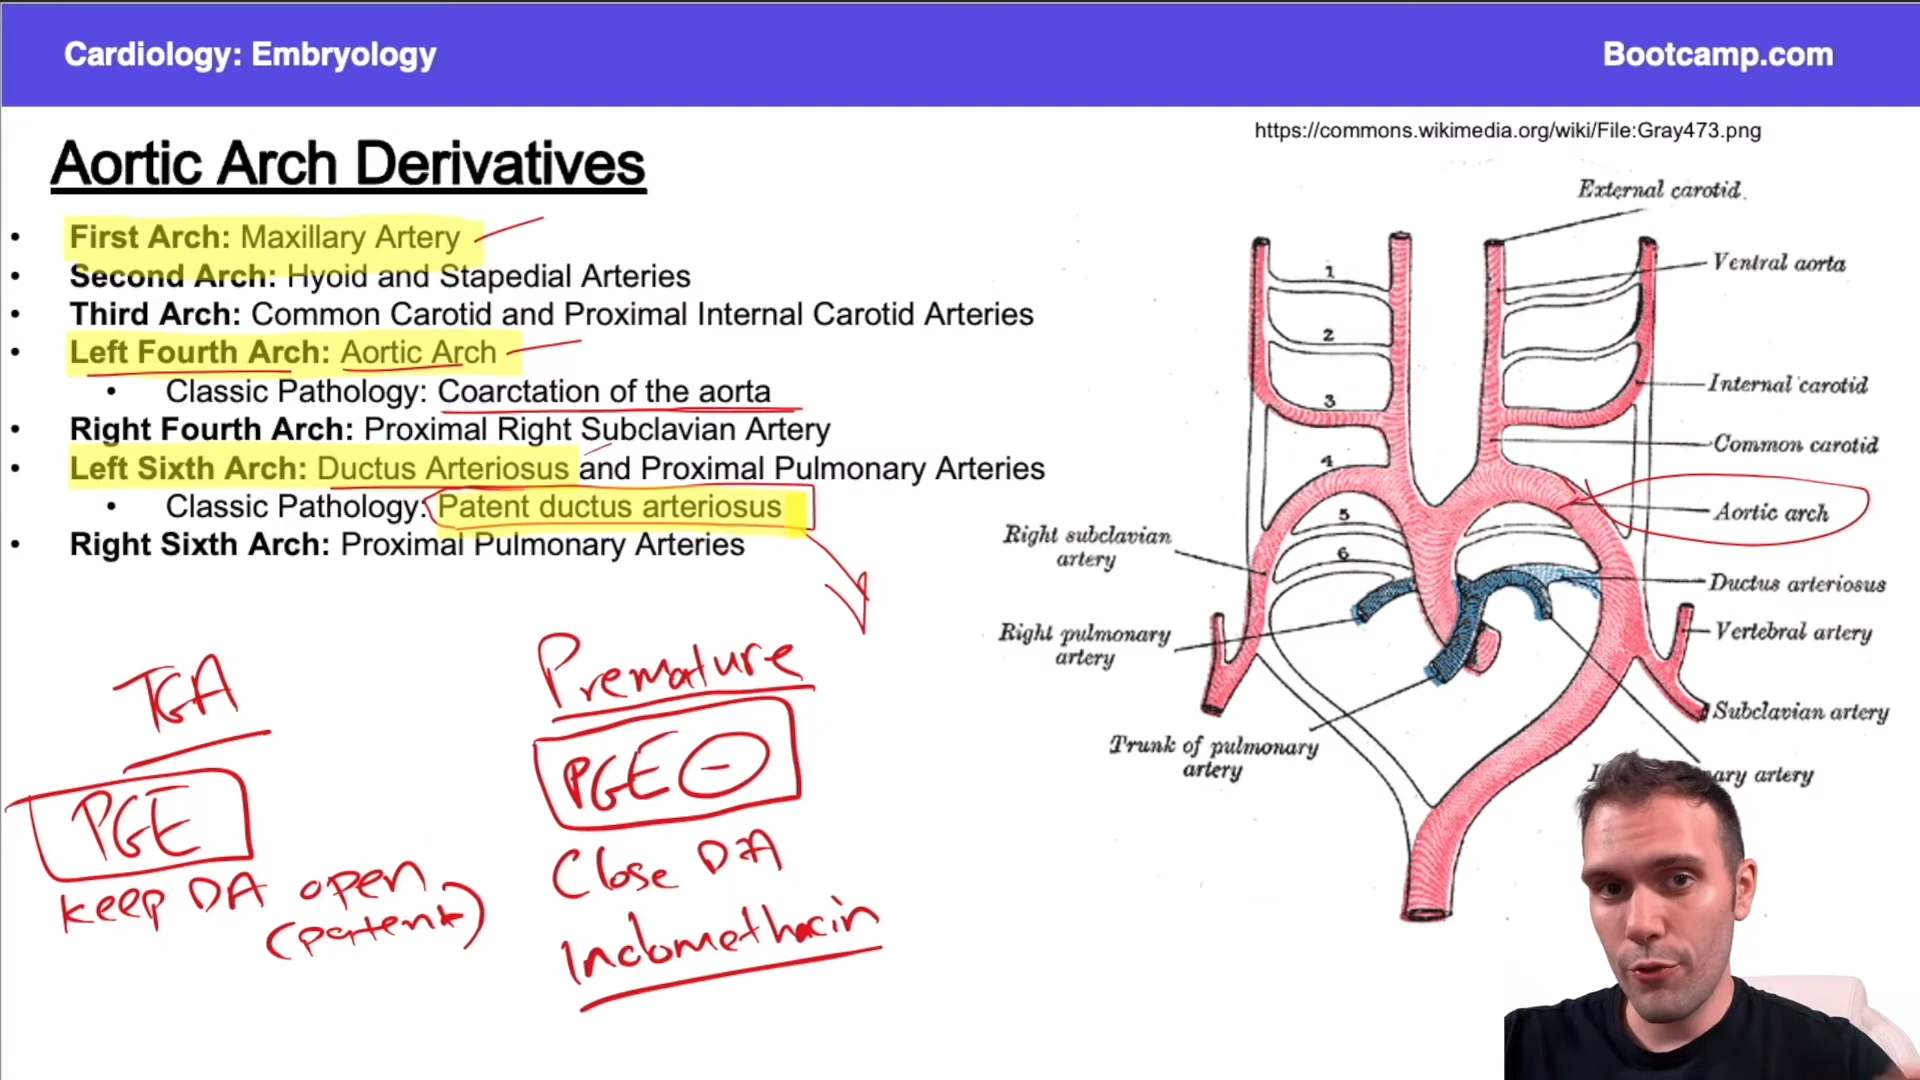 Cardiology: Embryology
Bootcamp.com
https://commons.wikimedia.org/wiki/File:Gray473.png
Aortic Arch Derivatives
• First Arch: Maxillary Artery
• Second Arch: Hyoid and Stapedial Arteries
• Third Arch: Common Carotid and Proximal Internal Carotid Arteries
• Left Fourth Arch: Aortic Arch
• Classic Pathology: Coarctation of the aorta
• Right Fourth Arch: Proximal Right Subclavian Artery
• Left Sixth Arch: Ductus Arteriosus and Proximal Pulmonary Arteries
• Classic Pathology: Patent ductus arteriosus
• Right Sixth Arch: Proximal Pulmonary Arteries
TGA
PGE
Keep DA open
(patent)
Premature
PGE -
Close DA
Indomethacin
External carotid.
Ventral aorta
1
2
Internal carotid
3
Common carotid
4
Aortic arch
5
Right subclavian
artery
6
Ductus arteriosus
Right pulmonary
artery
Vertebral artery
Subclavian artery
Trunk of pulmonary
artery
artery